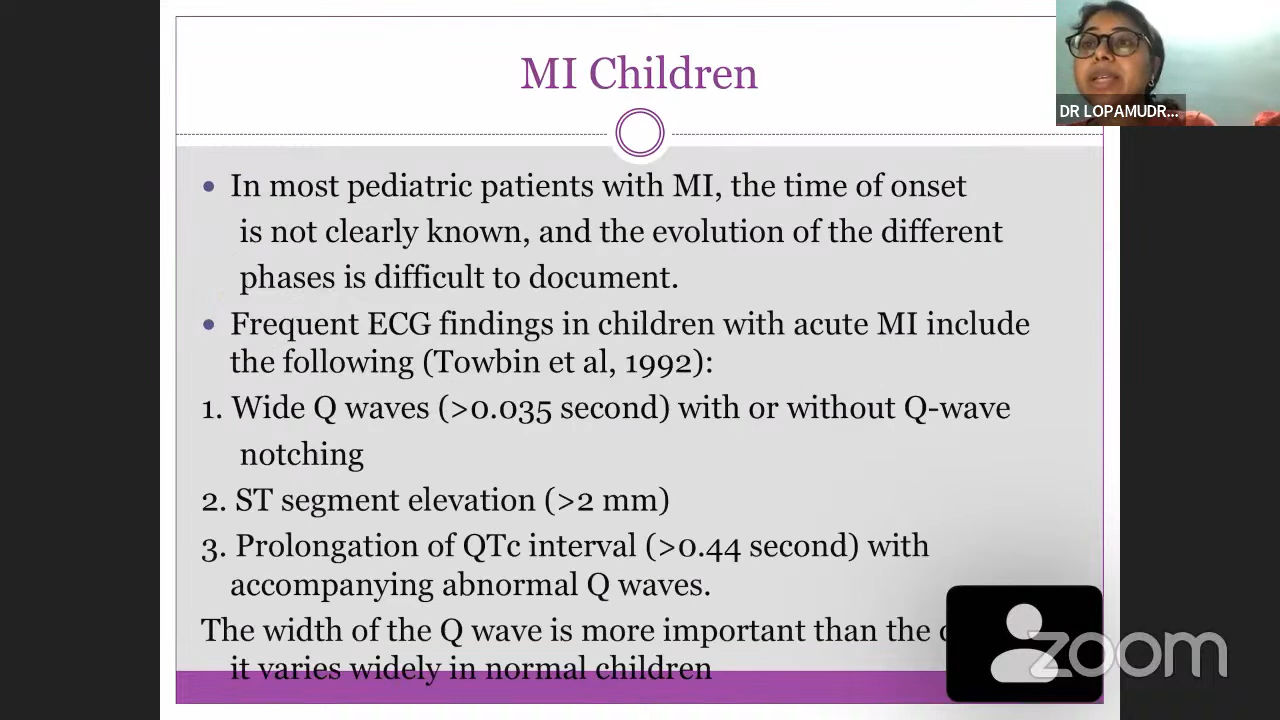 MI Children
DR LOPAMUDR...
• In most pediatric patients with MI, the time of onset
is not clearly known, and the evolution of the different
phases is difficult to document.
• Frequent ECG findings in children with acute MI include
the following (Towbin et al, 1992):
1. Wide Q waves (>0.035 second) with or without Q-wave
notching
2. ST segment elevation (>2 mm)
3. Prolongation of QTc interval (>0.44 second) with
accompanying abnormal Q waves.
The width of the Q wave is more important than the
it varies widely in normal children
zoom